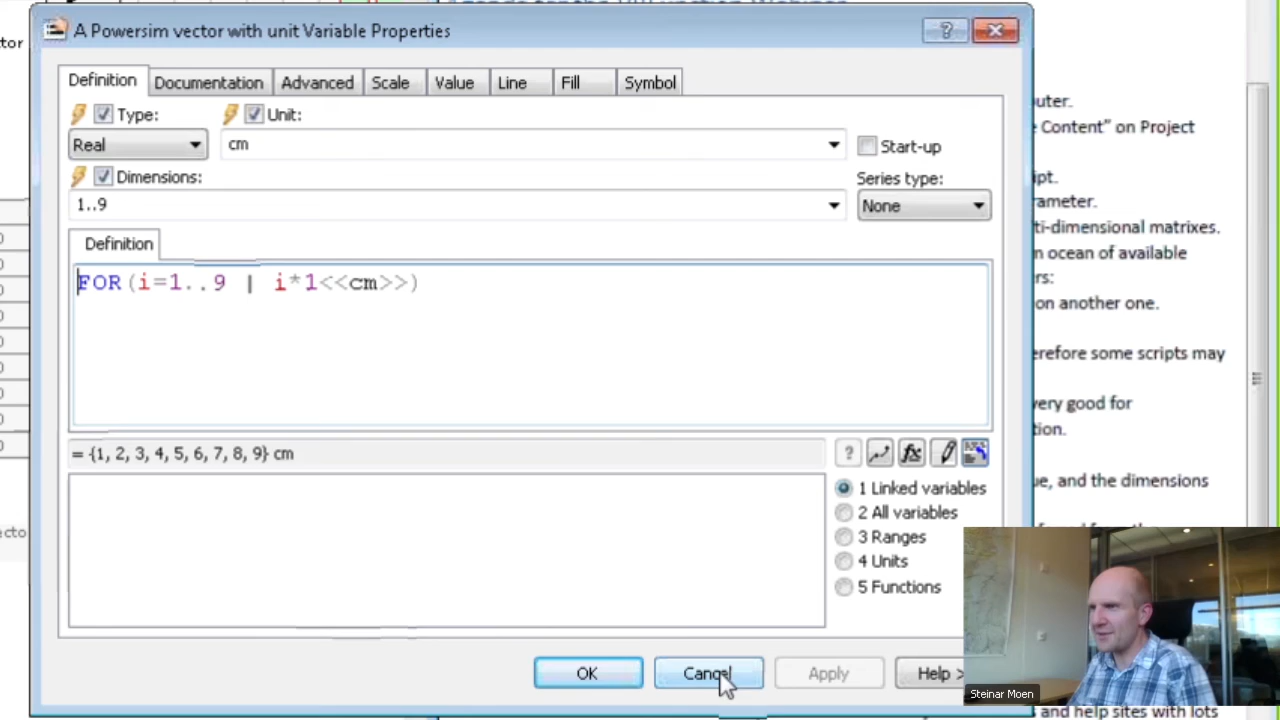 A Powersim vector with unit Variable Properties
tor
Definition Documentation Advanced Scale Value Line Fill Symbol
Type: Unit:
Real cm Start-up
Dimensions: Series type:
1..9 None
Definition
FOR(i=1..9 | i*1<<cm>>)
= {1, 2, 3, 4, 5, 6, 7, 8, 9} cm
1 Linked variables
2 All variables
3 Ranges
4 Units
5 Functions
OK Cancel Apply Help >
uter.
e Content” on Project
ipt.
rameter.
ti-dimensional matrixes.
n ocean of available
rs:
on another one.
erefore some scripts may
very good for
tion.
ue, and the dimensions
ecto
Steinar Moen
s and help sites with lots